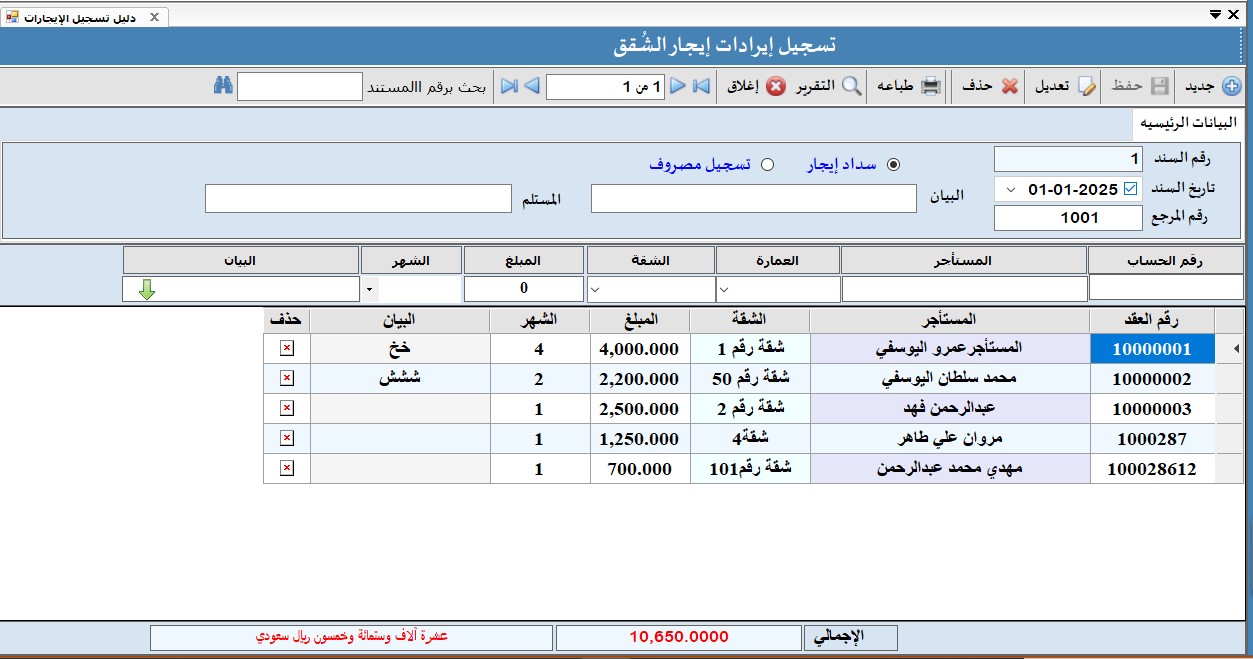 دليل تسجيل الإيجارات
تسجيل إيرادات إيجار الشُقق
جديد حفظ تعديل حذف طباعه التقرير إغلاق 1 من 1 بحث برقم االمستند
البيانات الرئيسيه
رقم السند 1 سداد إيجار تسجيل مصروف
تاريخ السند 01-01-2025 البيان المستلم
رقم المرجع 1001
رقم الحساب المستأجر العمارة الشقة المبلغ الشهر البيان
0
رقم العقد المستأجر الشقة المبلغ الشهر البيان حذف
10000001 المستأجرعمرو اليوسفي شقة رقم 1 4,000.000 4 خخ
10000002 محمد سلطان اليوسفي شقة رقم 50 2,200.000 2 ششش
10000003 عبدالرحمن فهد شقة رقم 2 2,500.000 1
1000287 مروان علي طاهر شقة4 1,250.000 1
100028612 مهدي محمد عبدالرحمن شقة رقم101 700.000 1
الإجمالي 10,650.0000 عشرة آلاف وستمائة وخمسون ريال سعودي